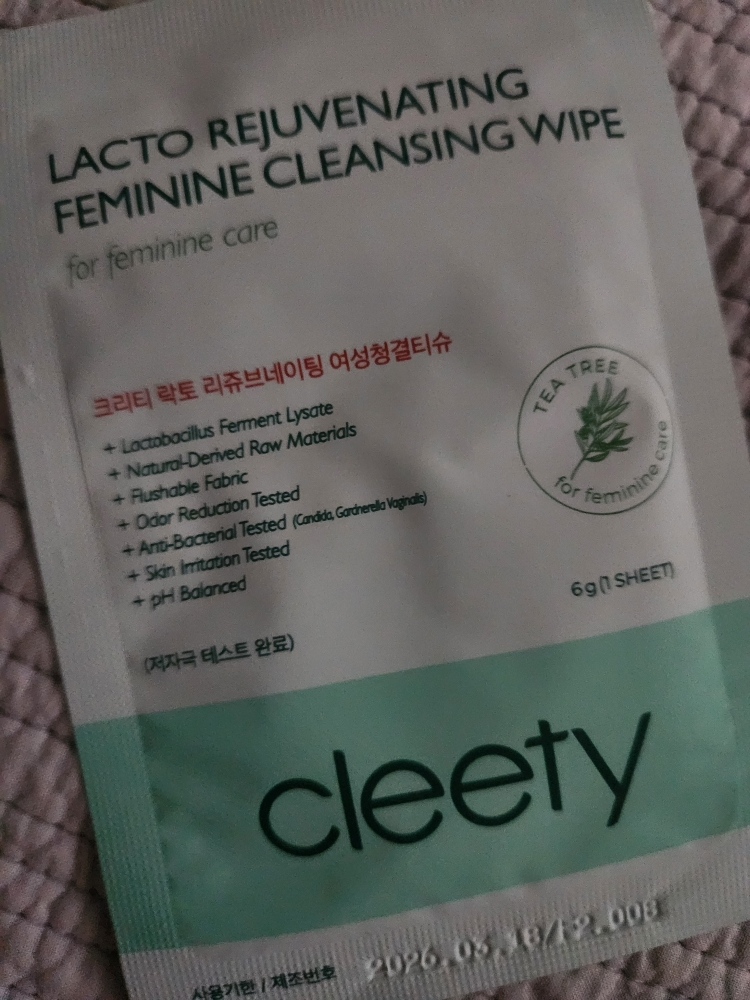 LACTO REJUVENATING
FEMININE CLEANSING WIPE
for feminine care
크리티 락토 리쥬브네이팅 여성청결티슈
+ Lactobacillus Ferment Lysate
+ Natural-Derived Raw Materials
+ Flushable Fabric
+ Odor Reduction Tested
+ Anti-Bacterial Tested (Candida, Gardnerella Vaginalis)
+ Skin Irritation Tested
+ pH Balanced
TEA TREE
for feminine care
6g(1 SHEET)
(저자극 테스트 완료)
cleety
사용기한 / 제조번호 2026.03.18/P2.008